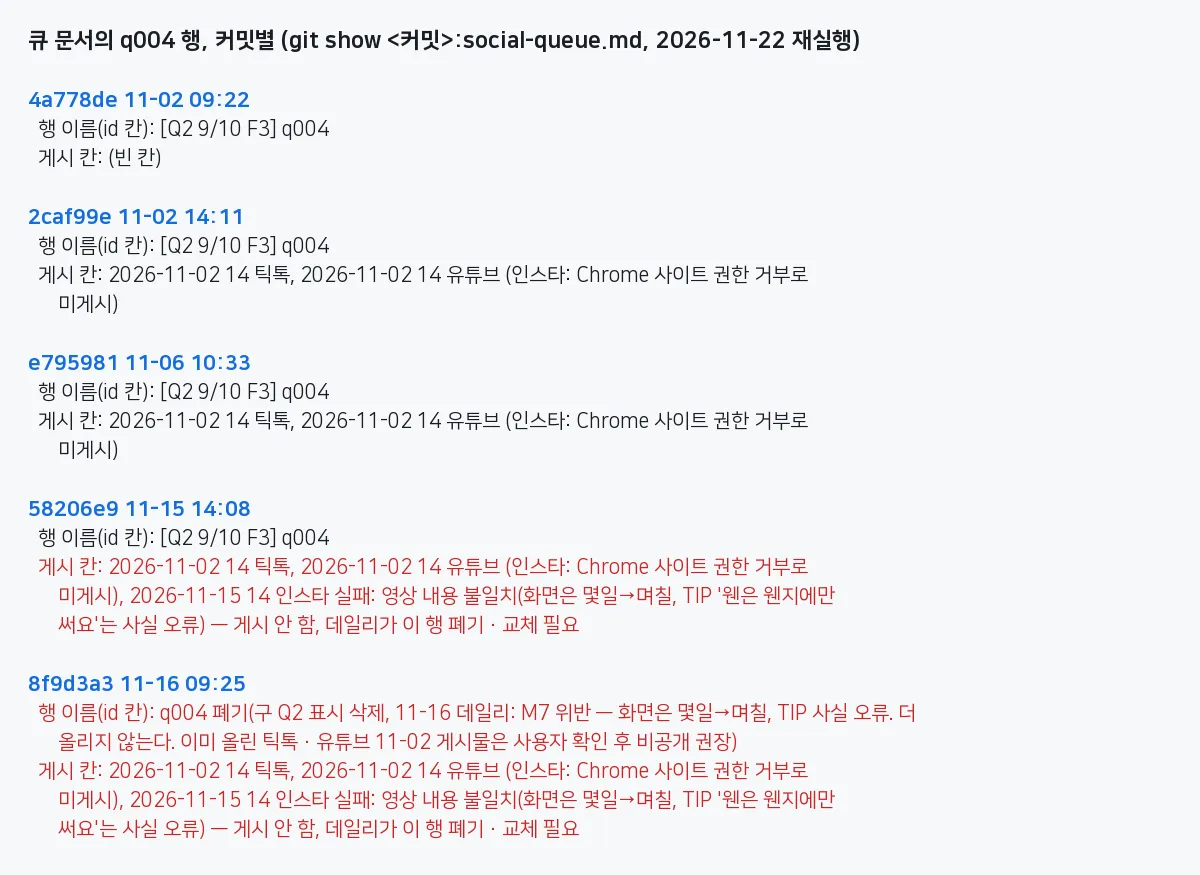 큐 문서의 q004 행, 커밋별 (git show <커밋>:social-queue.md, 2026-11-22 재실행)
4a778de 11-02 09:22
행 이름(id 칸): [Q2 9/10 F3] q004
게시 칸: (빈 칸)
2caf99e 11-02 14:11
행 이름(id 칸): [Q2 9/10 F3] q004
게시 칸: 2026-11-02 14 틱톡, 2026-11-02 14 유튜브 (인스타: Chrome 사이트 권한 거부로
미게시)
e795981 11-06 10:33
행 이름(id 칸): [Q2 9/10 F3] q004
게시 칸: 2026-11-02 14 틱톡, 2026-11-02 14 유튜브 (인스타: Chrome 사이트 권한 거부로
미게시)
58206e9 11-15 14:08
행 이름(id 칸): [Q2 9/10 F3] q004
게시 칸: 2026-11-02 14 틱톡, 2026-11-02 14 유튜브 (인스타: Chrome 사이트 권한 거부로
미게시), 2026-11-15 14 인스타 실패: 영상 내용 불일치(화면은 몇일→며칠, TIP '웬은 웬지에만
써요'는 사실 오류) — 게시 안 함, 데일리가 이 행 폐기 · 교체 필요
8f9d3a3 11-16 09:25
행 이름(id 칸): q004 폐기(구 Q2 표시 삭제, 11-16 데일리: M7 위반 — 화면은 몇일→며칠, TIP 사실 오류. 더
올리지 않는다. 이미 올린 틱톡 · 유튜브 11-02 게시물은 사용자 확인 후 비공개 권장)
게시 칸: 2026-11-02 14 틱톡, 2026-11-02 14 유튜브 (인스타: Chrome 사이트 권한 거부로
미게시), 2026-11-15 14 인스타 실패: 영상 내용 불일치(화면은 몇일→며칠, TIP '웬은 웬지에만
써요'는 사실 오류) — 게시 안 함, 데일리가 이 행 폐기 · 교체 필요